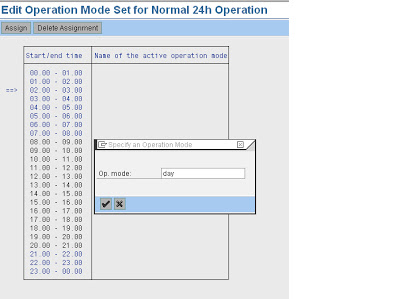 Edit Operation Mode Set for Normal 24h Operation
Assign Delete Assignment
Start/end time Name of the active operation mode
00.00 - 01.00
01.00 - 02.00
==> 02.00 - 03.00
03.00 - 04.00
04.00 - 05.00
05.00 - 06.00
06.00 - 07.00
07.00 - 08.00
08.00 - 09.00
09.00 - 10.00
10.00 - 11.00
11.00 - 12.00
12.00 - 13.00
13.00 - 14.00
14.00 - 15.00
15.00 - 16.00
16.00 - 17.00
17.00 - 18.00
18.00 - 19.00
19.00 - 20.00
20.00 - 21.00
21.00 - 22.00
22.00 - 23.00
23.00 - 00.00
Specify an Operation Mode
Op. mode: day